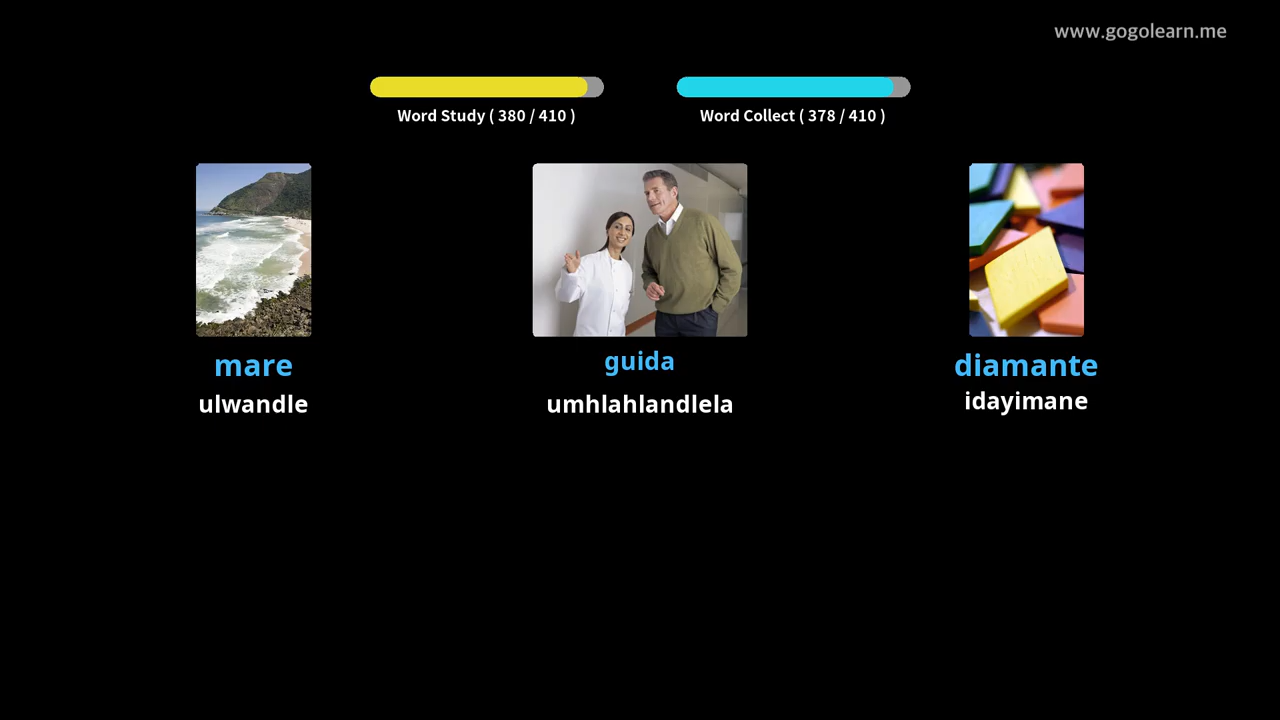 www.gogolearn.me
Word Study ( 380 / 410 )
Word Collect ( 378 / 410 )
mare
ulwandle
guida
umhlahlandlela
diamante
idayimane